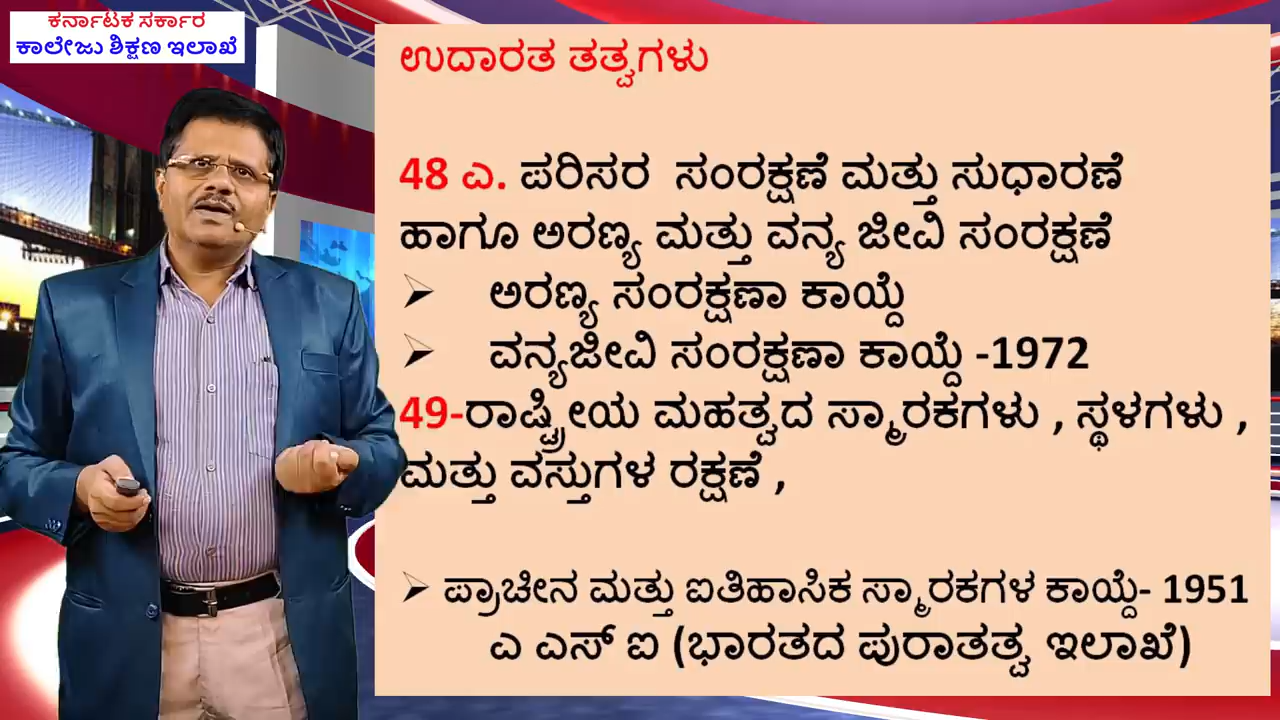 ಕರ್ನಾಟಕ ಸರ್ಕಾರ
ಕಾಲೇಜು ಶಿಕ್ಷಣ ಇಲಾಖೆ
ಉದಾರತ ತತ್ವಗಳು
48 ಎ. ಪರಿಸರ ಸಂರಕ್ಷಣೆ ಮತ್ತು ಸುಧಾರಣೆ
ಹಾಗೂ ಅರಣ್ಯ ಮತ್ತು ವನ್ಯ ಜೀವಿ ಸಂರಕ್ಷಣೆ
➢ ಅರಣ್ಯ ಸಂರಕ್ಷಣಾ ಕಾಯ್ದೆ
➢ ವನ್ಯಜೀವಿ ಸಂರಕ್ಷಣಾ ಕಾಯ್ದೆ -1972
49-ರಾಷ್ಟ್ರೀಯ ಮಹತ್ವದ ಸ್ಮಾರಕಗಳು , ಸ್ಥಳಗಳು ,
ಮತ್ತು ವಸ್ತುಗಳ ರಕ್ಷಣೆ ,
➢ ಪ್ರಾಚೀನ ಮತ್ತು ಐತಿಹಾಸಿಕ ಸ್ಮಾರಕಗಳ ಕಾಯ್ದೆ- 1951
ಎ ಎಸ್ ಐ (ಭಾರತದ ಪುರಾತತ್ವ ಇಲಾಖೆ)